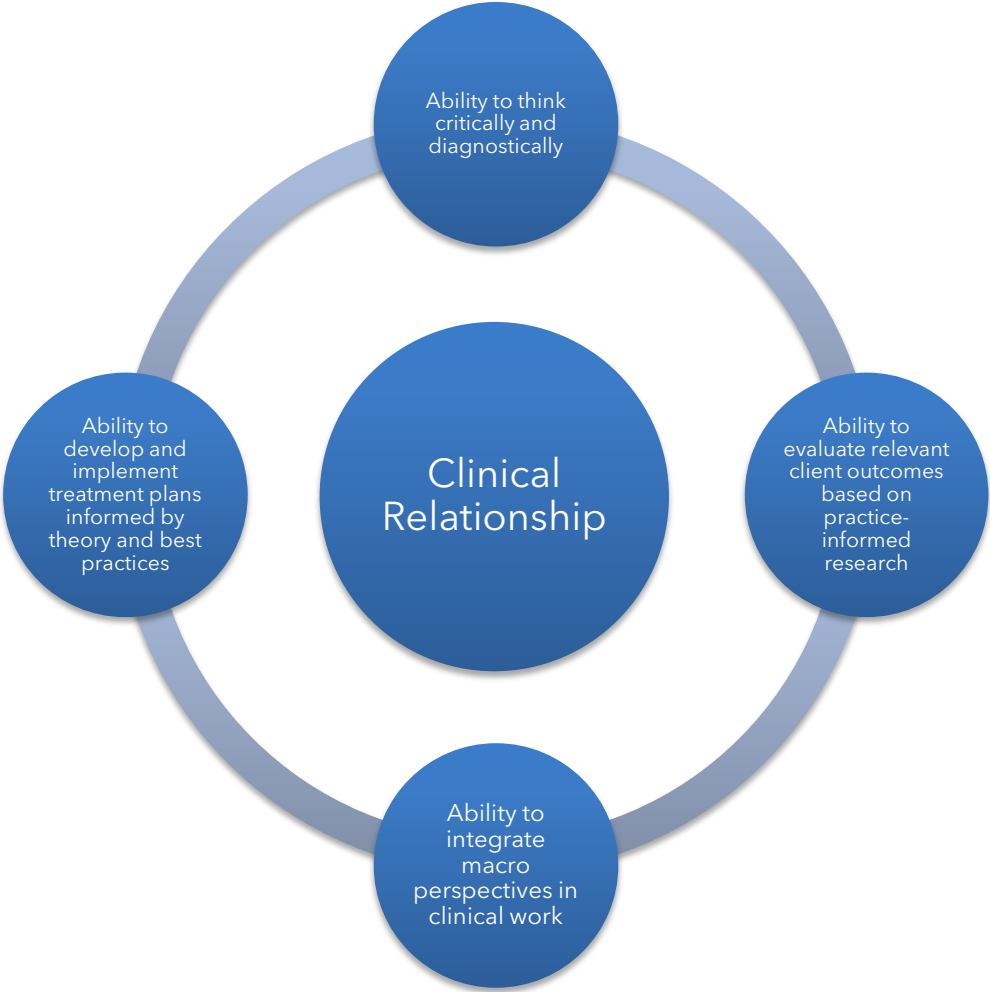 Ability to think
critically and
diagnostically
Ability to
develop and
implement
treatment plans
informed by
theory and best
practices
Clinical
Relationship
Ability to
evaluate relevant
client outcomes
based on
practice-
informed
research
Ability to
integrate
macro
perspectives in
clinical work